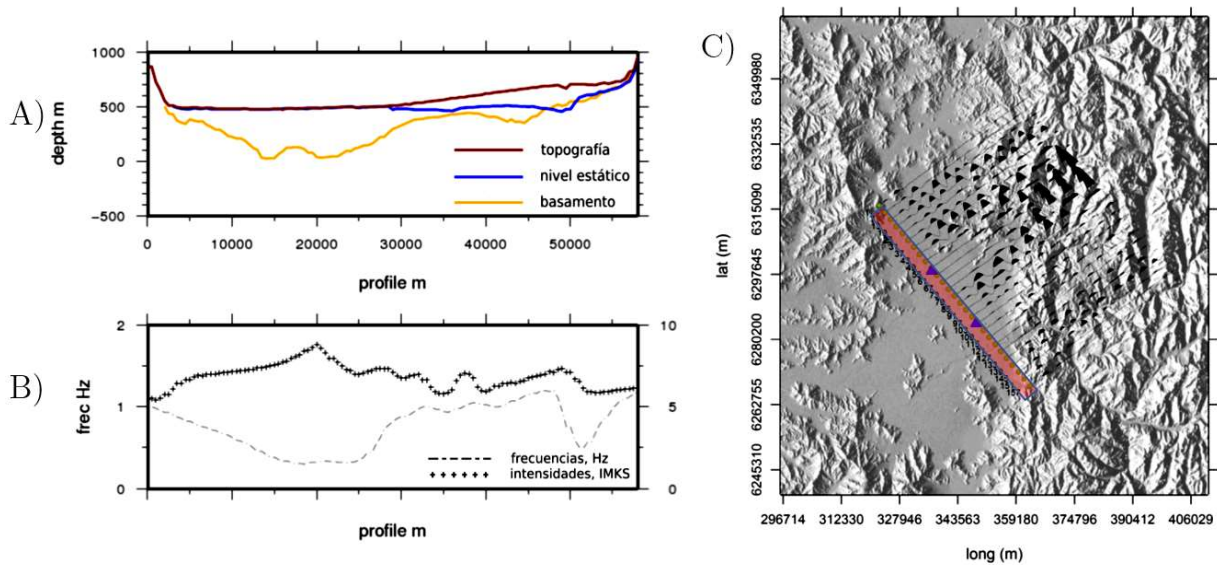 A)
depth m
1000
500
0
−500
topografía
nivel estático
basamento
0 10000 20000 30000 40000 50000
profile m
B)
frec Hz
2
1
0
10
5
0
frecuencias, Hz
intensidades, IMKS
profile m
C)
lat (m)
6349980
6332535
6315090
6297645
6280200
6262755
6245310
296714 312330 327946 343563 359180 374796 390412 406029
long (m)